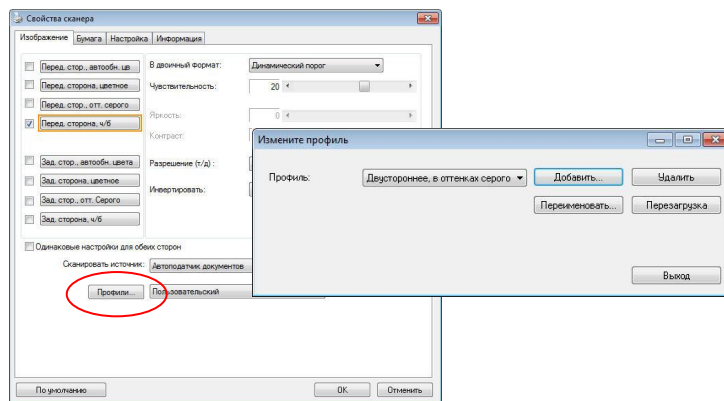 Свойства сканера
Изображение Бумага Настройка Информация
Перед. стор., автообн. цв
Перед. сторона, цветное
Перед. стор., отт. серого
Перед. сторона, ч/б
Зад. стор., автообн. цвета
Зад. сторона, цветное
Зад. стор., отт. Серого
Зад. сторона, ч/б
В двоичный формат: Динамический порог
Чувствительность: 20
Яркость: 0
Контраст:
Разрешение (т/д) :
Инвертировать:
Одинаковые настройки для обеих сторон
Сканировать источник: Автоподатчик документов
Профили... Пользовательский
По умолчанию OK Отменить
Измените профиль
Профиль: Двустороннее, в оттенках серого Добавить... Удалить
Переименовать... Перезагрузка
Выход